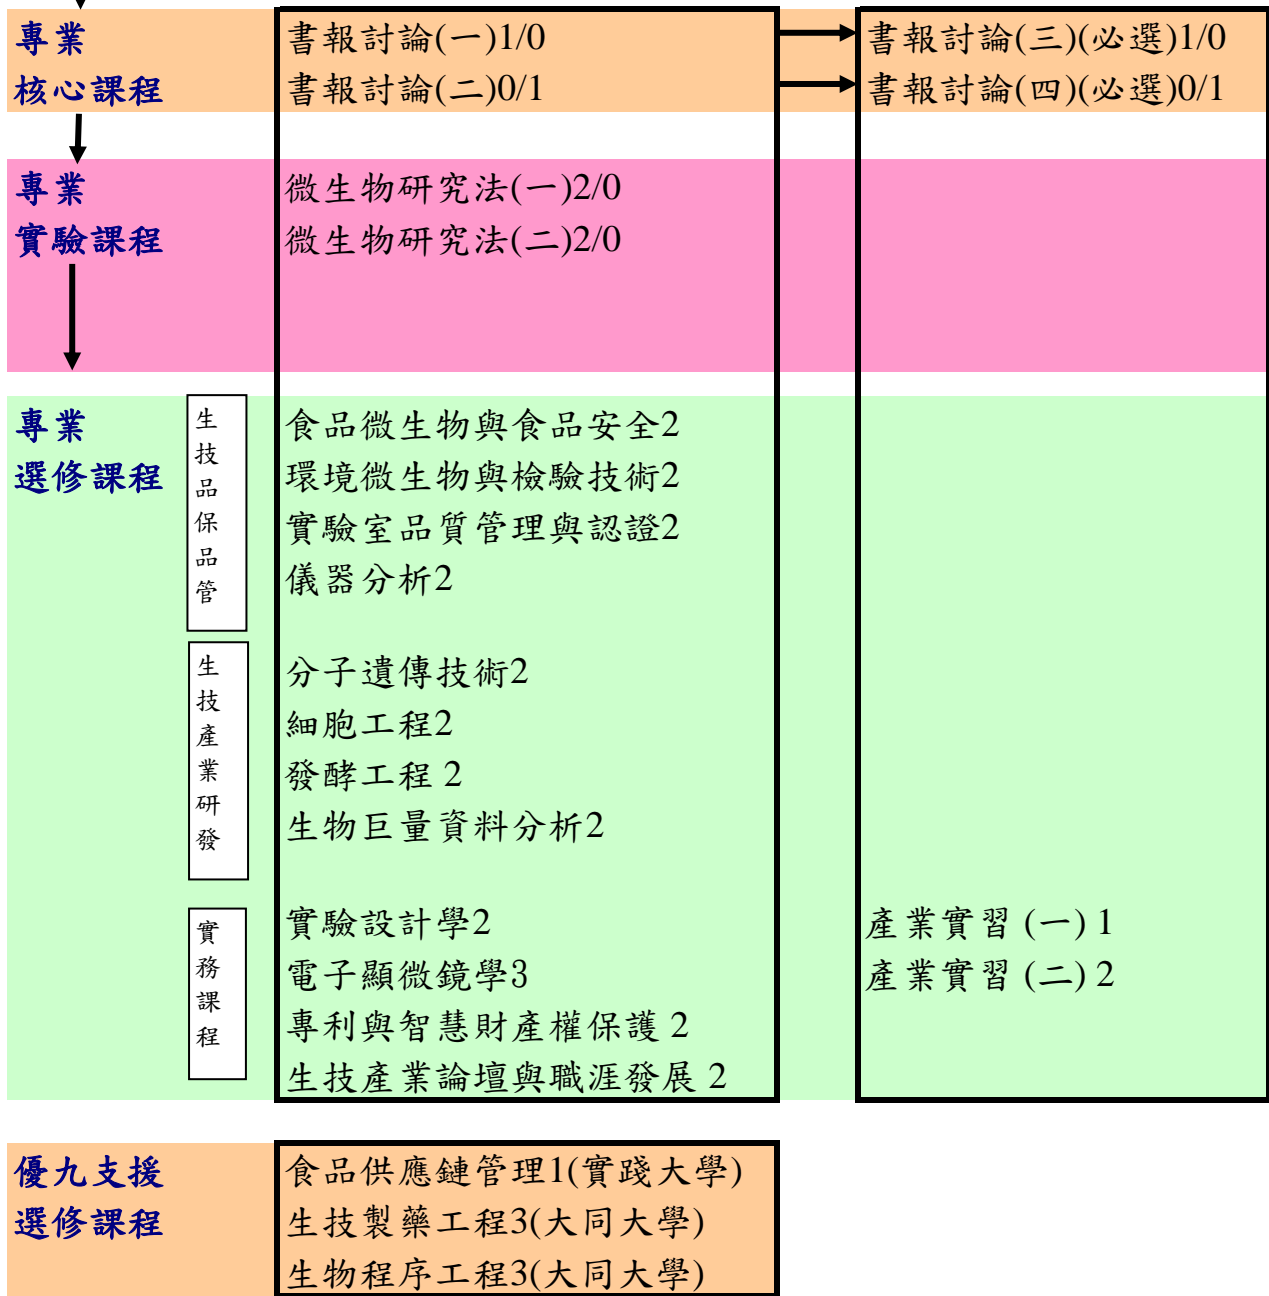 專業
核心課程
書報討論(一)1/0
書報討論(二)0/1
書報討論(三)(必選)1/0
書報討論(四)(必選)0/1
專業
實驗課程
微生物研究法(一)2/0
微生物研究法(二)2/0
專業
選修課程
生
技
品
保
品
管
食品微生物與食品安全2
環境微生物與檢驗技術2
實驗室品質管理與認證2
儀器分析2
生
技
產
業
研
發
分子遺傳技術2
細胞工程2
發酵工程 2
生物巨量資料分析2
實
務
課
程
實驗設計學2
電子顯微鏡學3
專利與智慧財產權保護 2
生技產業論壇與職涯發展 2
產業實習 (一) 1
產業實習 (二) 2
優九支援
選修課程
食品供應鏈管理1(實踐大學)
生技製藥工程3(大同大學)
生物程序工程3(大同大學)